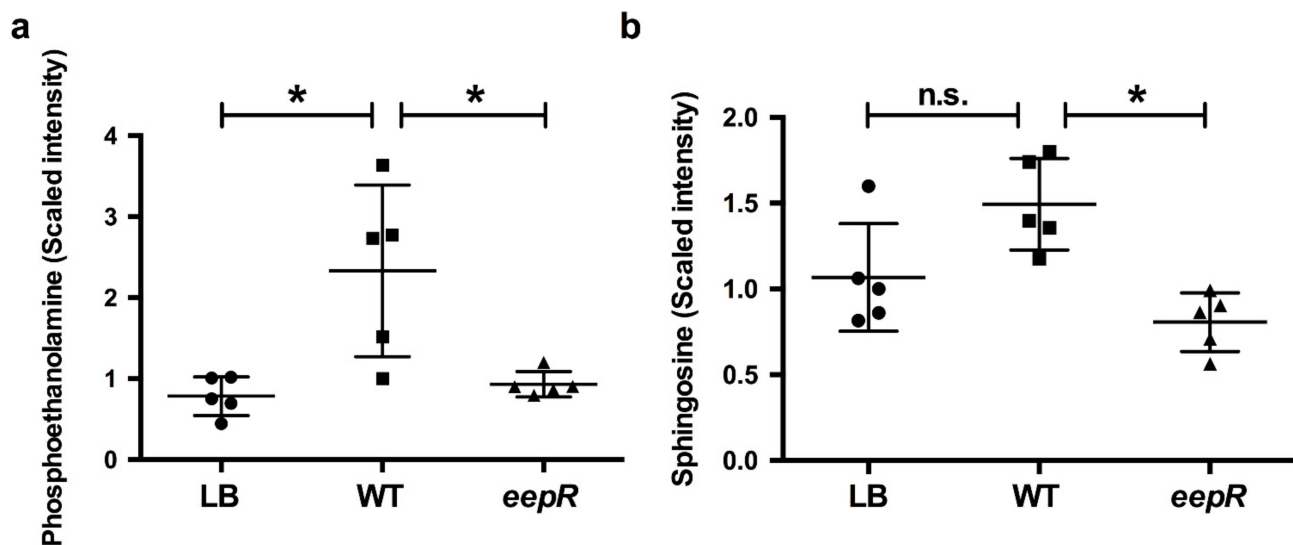 a
Phosphoethanolamine (Scaled intensity)
* *
4
3
2
1
0
LB WT eepR
b
Sphingosine (Scaled intensity)
n.s. *
2.0
1.5
1.0
0.5
0.0
LB WT eepR